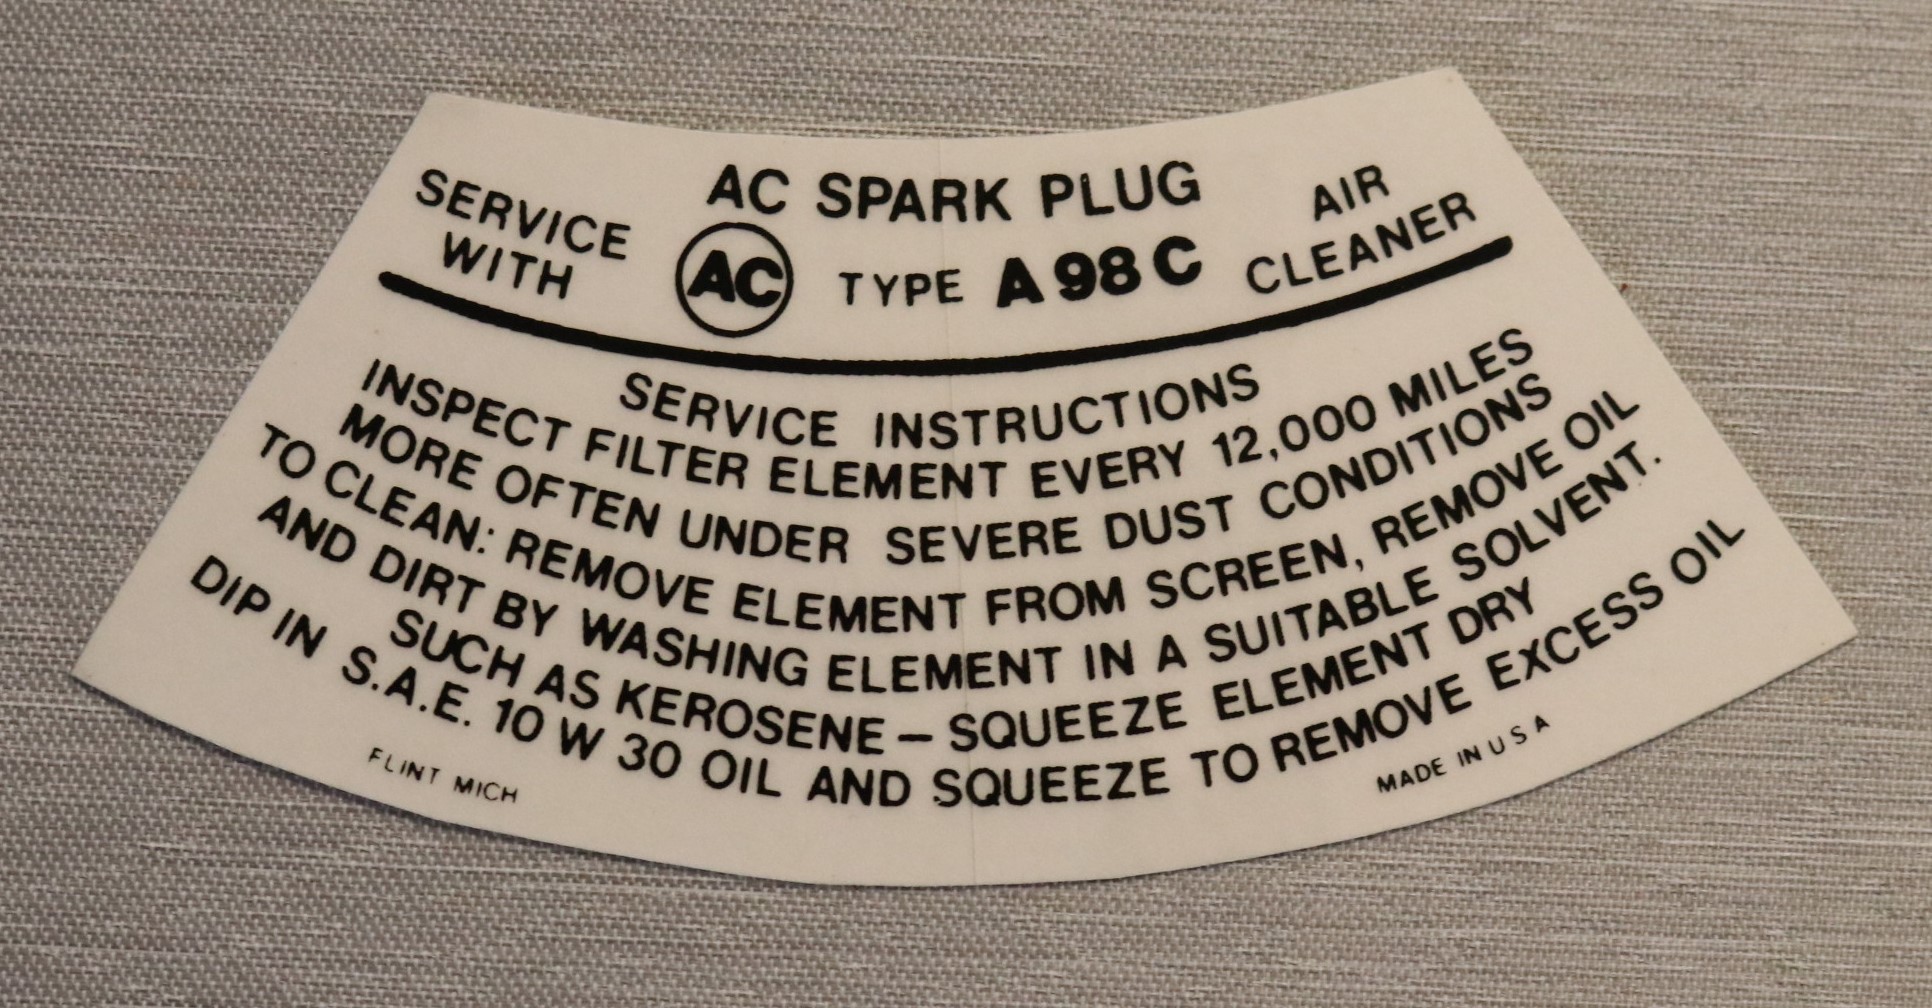 AC SPARK PLUG
SERVICE WITH AC TYPE A98C AIR CLEANER
SERVICE INSTRUCTIONS
INSPECT FILTER ELEMENT EVERY 12,000 MILES
MORE OFTEN UNDER SEVERE DUST CONDITIONS
TO CLEAN: REMOVE ELEMENT FROM SCREEN, REMOVE OIL
AND DIRT BY WASHING ELEMENT IN A SUITABLE SOLVENT.
SUCH AS KEROSENE – SQUEEZE ELEMENT DRY
DIP IN S.A.E. 10 W 30 OIL AND SQUEEZE TO REMOVE EXCESS OIL
FLINT MICH MADE IN U S A